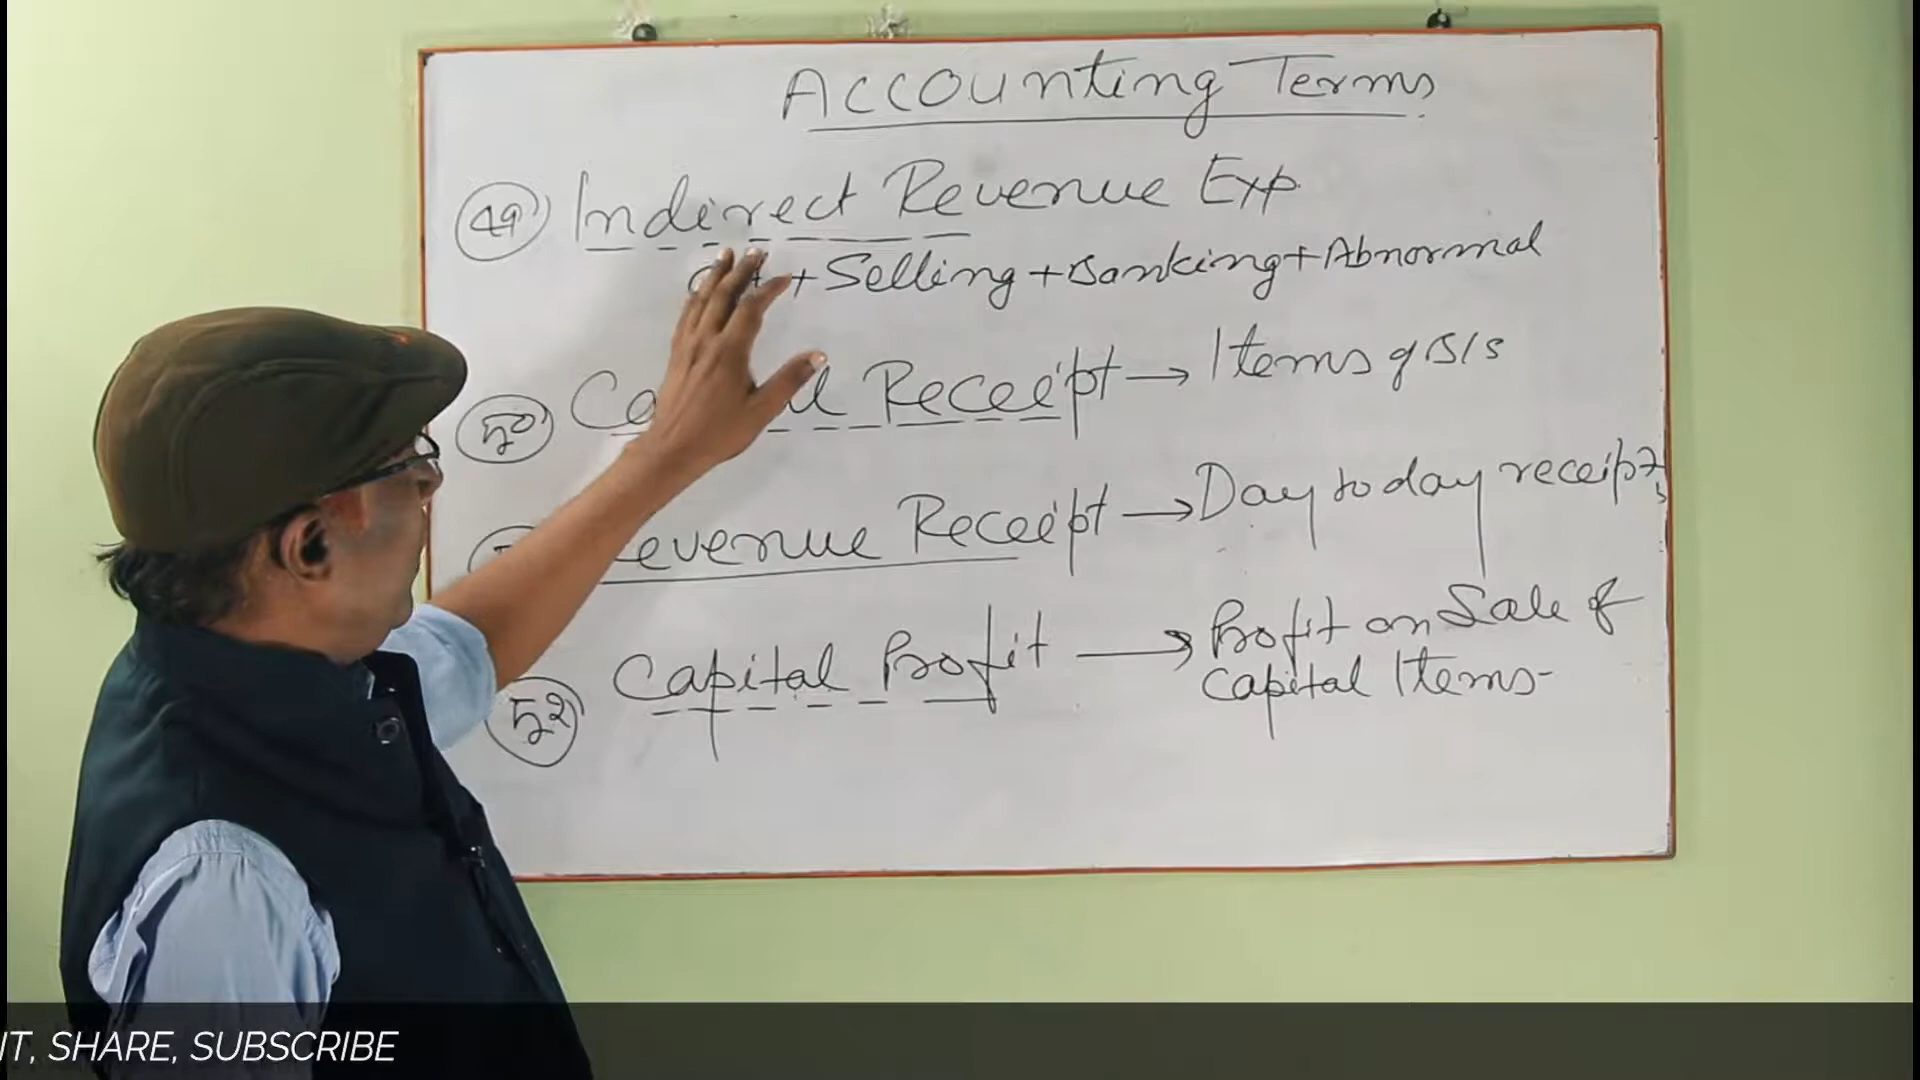 Accounting Terms
49 Indirect Revenue Exp.
+ Selling + Banking + Abnormal
50 Receipt → Items of B/S
Revenue Receipt → Day to day receipts
52 Capital Profit → Profit on Sale of
Capital Items-
IT, SHARE, SUBSCRIBE